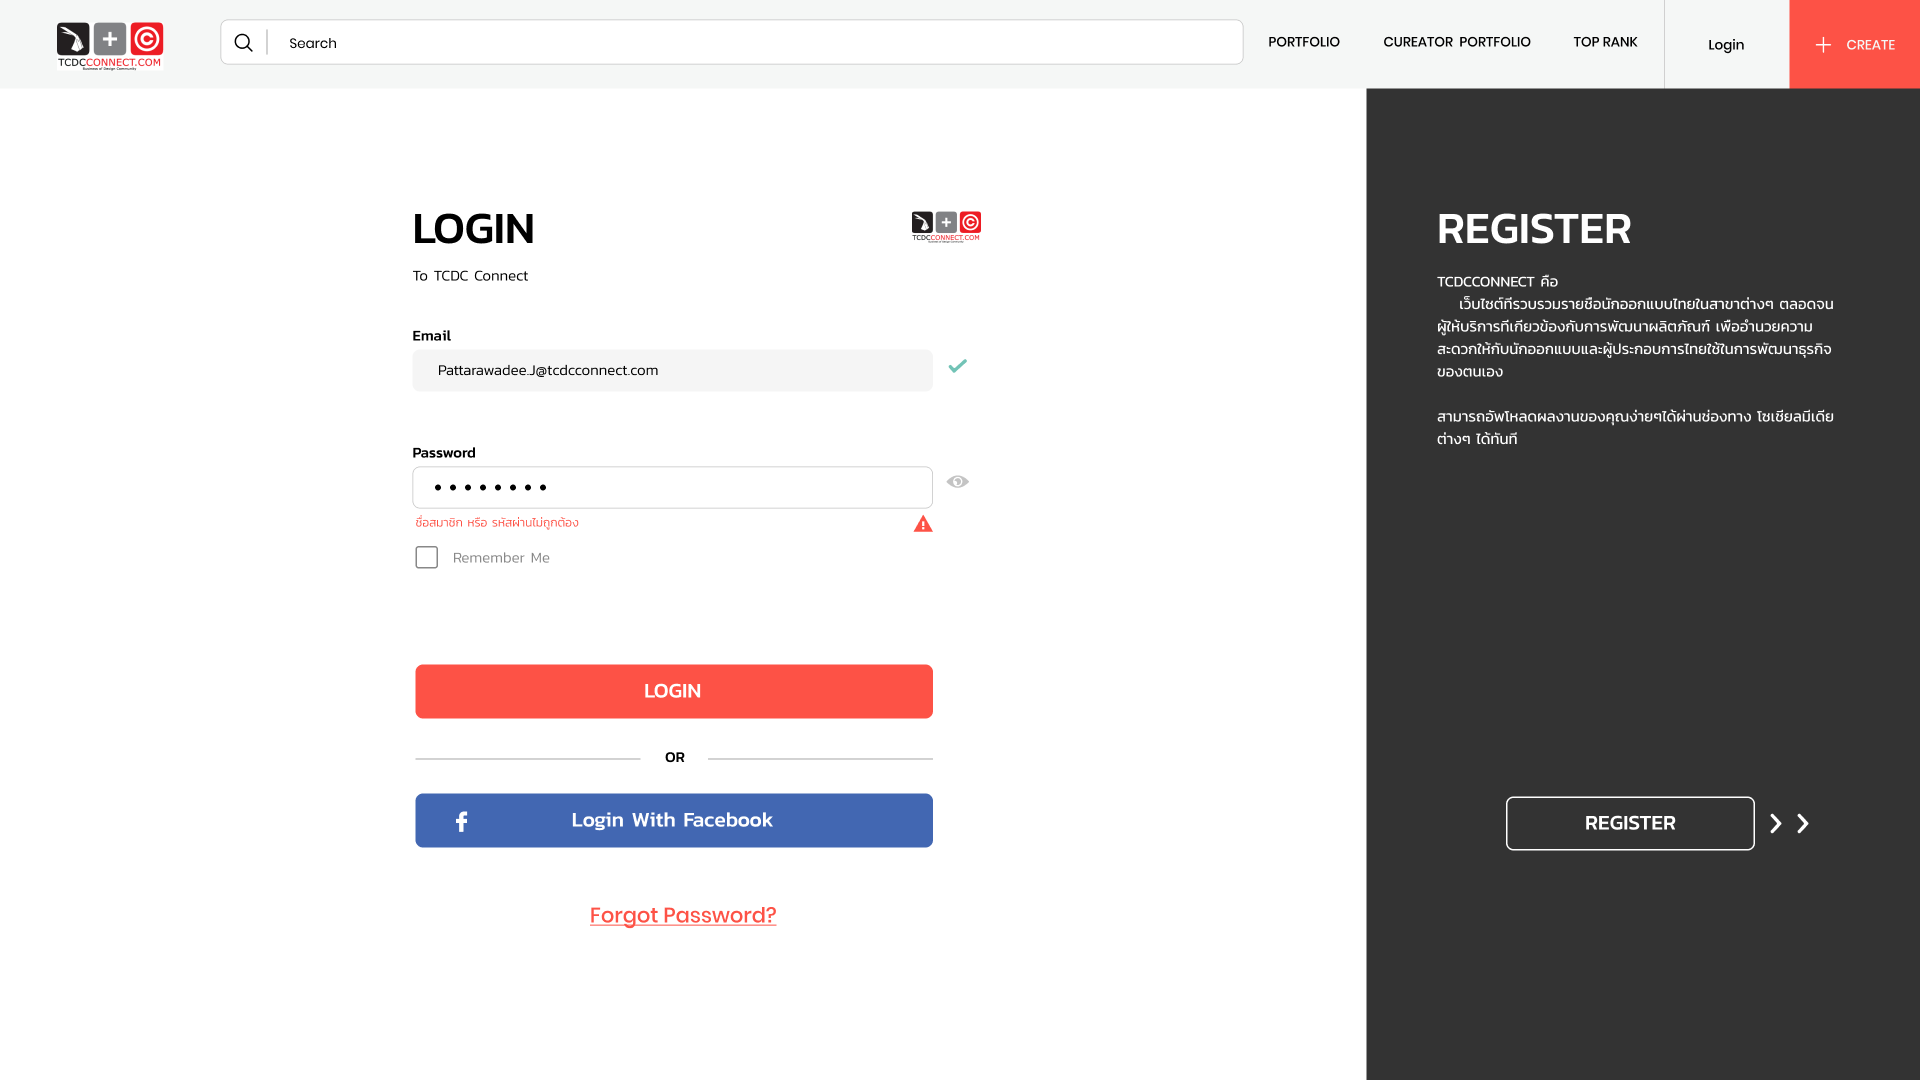 TCDCCONNECT.COM
Business of Design Community
Search
PORTFOLIO
CUREATOR PORTFOLIO
TOP RANK
Login
CREATE
LOGIN
TCDCCONNECT.COM
To TCDC Connect
Email
Pattarawadee.J@tcdcconnect.com
Password
ชื่อสมาชิก หรือ รหัสผ่านไม่ถูกต้อง
Remember Me
LOGIN
OR
Login With Facebook
Forgot Password?
REGISTER
TCDCCONNECT คือ
เว็บไซต์ที่รวบรวมรายชื่อนักออกแบบไทยในสาขาต่างๆ ตลอดจน
ผู้ให้บริการที่เกี่ยวข้องกับการพัฒนาผลิตภัณฑ์ เพื่ออำนวยความ
สะดวกให้กับนักออกแบบและผู้ประกอบการไทยใช้ในการพัฒนาธุรกิจ
ของตนเอง
สามารถอัพโหลดผลงานของคุณง่ายๆได้ผ่านช่องทาง โซเชียลมีเดีย
ต่างๆ ได้ทันที
REGISTER